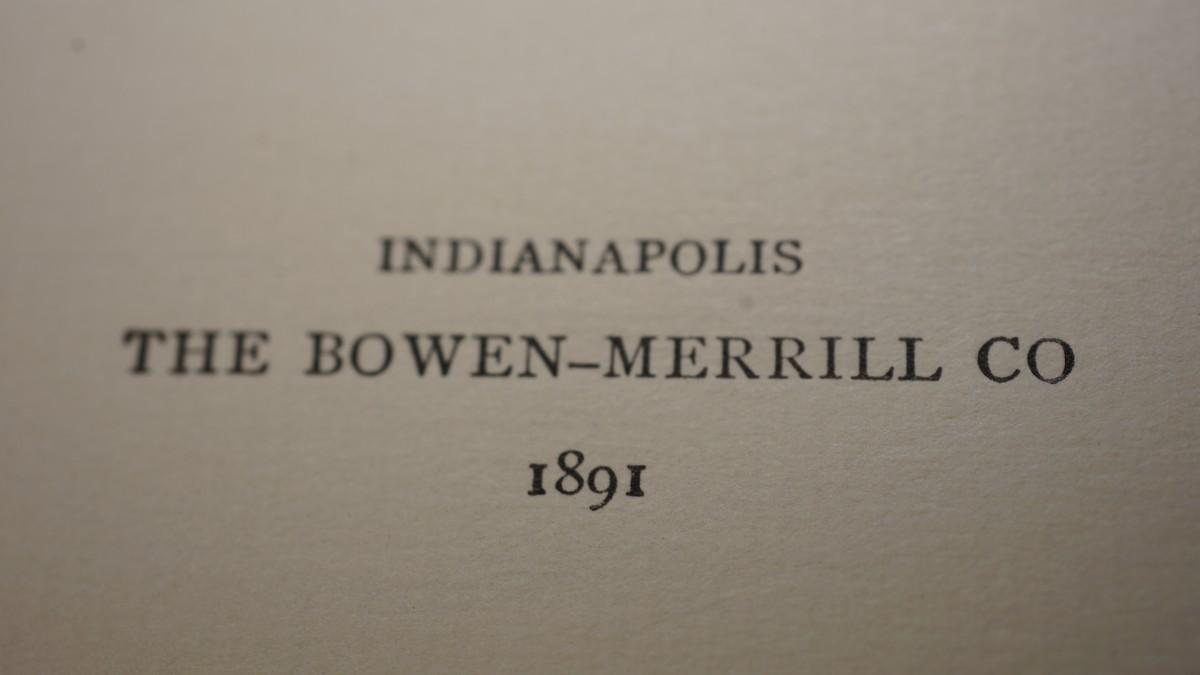 INDIANAPOLIS
THE BOWEN–MERRILL CO
1891